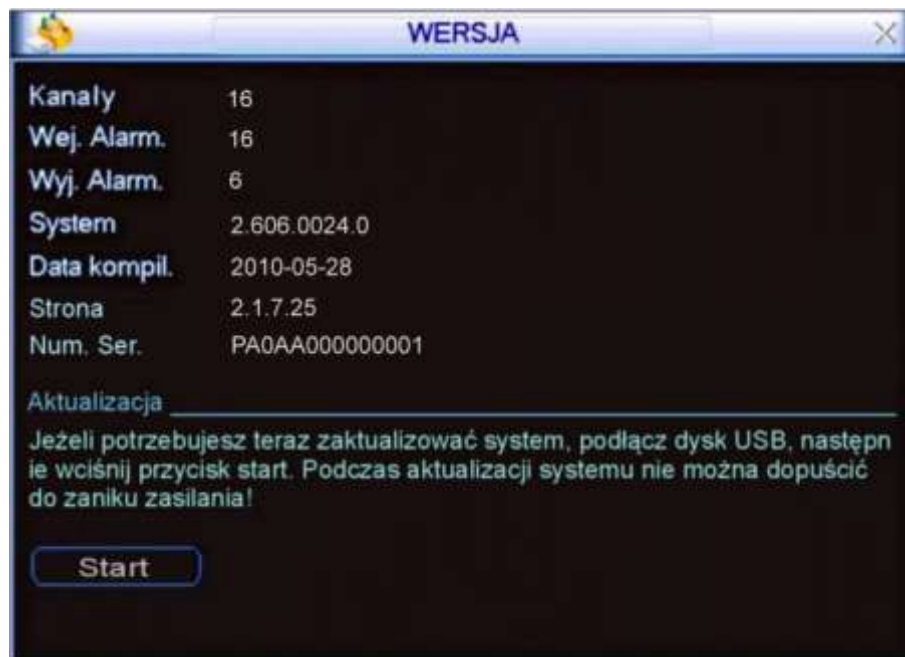 WERSJA
Kanaly 16
Wej. Alarm. 16
Wyj. Alarm. 6
System 2.606.0024.0
Data kompil. 2010-05-28
Strona 2.1.7.25
Num. Ser. PA0AA000000001
Aktualizacja
Jeżeli potrzebujesz teraz zaktualizować system, podłącz dysk USB, następn
ie wciśnij przycisk start. Podczas aktualizacji systemu nie można dopuścić
do zaniku zasilania!
Start